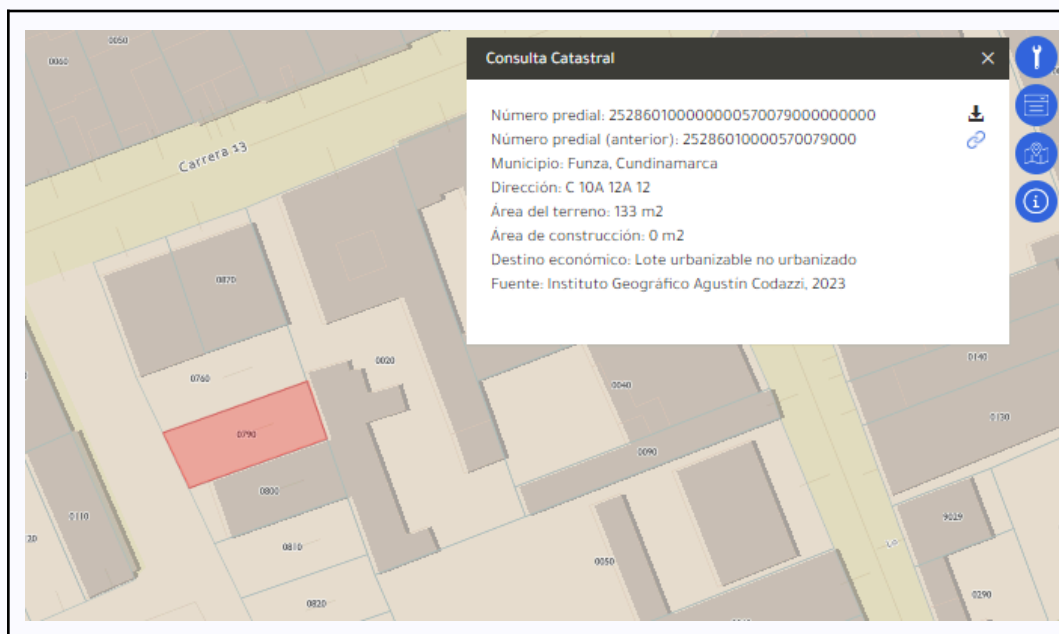 0050
0060
Carrera 13
Consulta Catastral
Número predial: 252860100000000570079000000000
Número predial (anterior): 25286010000570079000
Municipio: Funza, Cundinamarca
Dirección: C 10A 12A 12
Área del terreno: 133 m2
Área de construcción: 0 m2
Destino económico: Lote urbanizable no urbanizado
Fuente: Instituto Geográfico Agustín Codazzi, 2023
0870
0760
0020
0040
0140
0130
0790
0090
0800
0110
20
0810
0050
9029
0820
0290